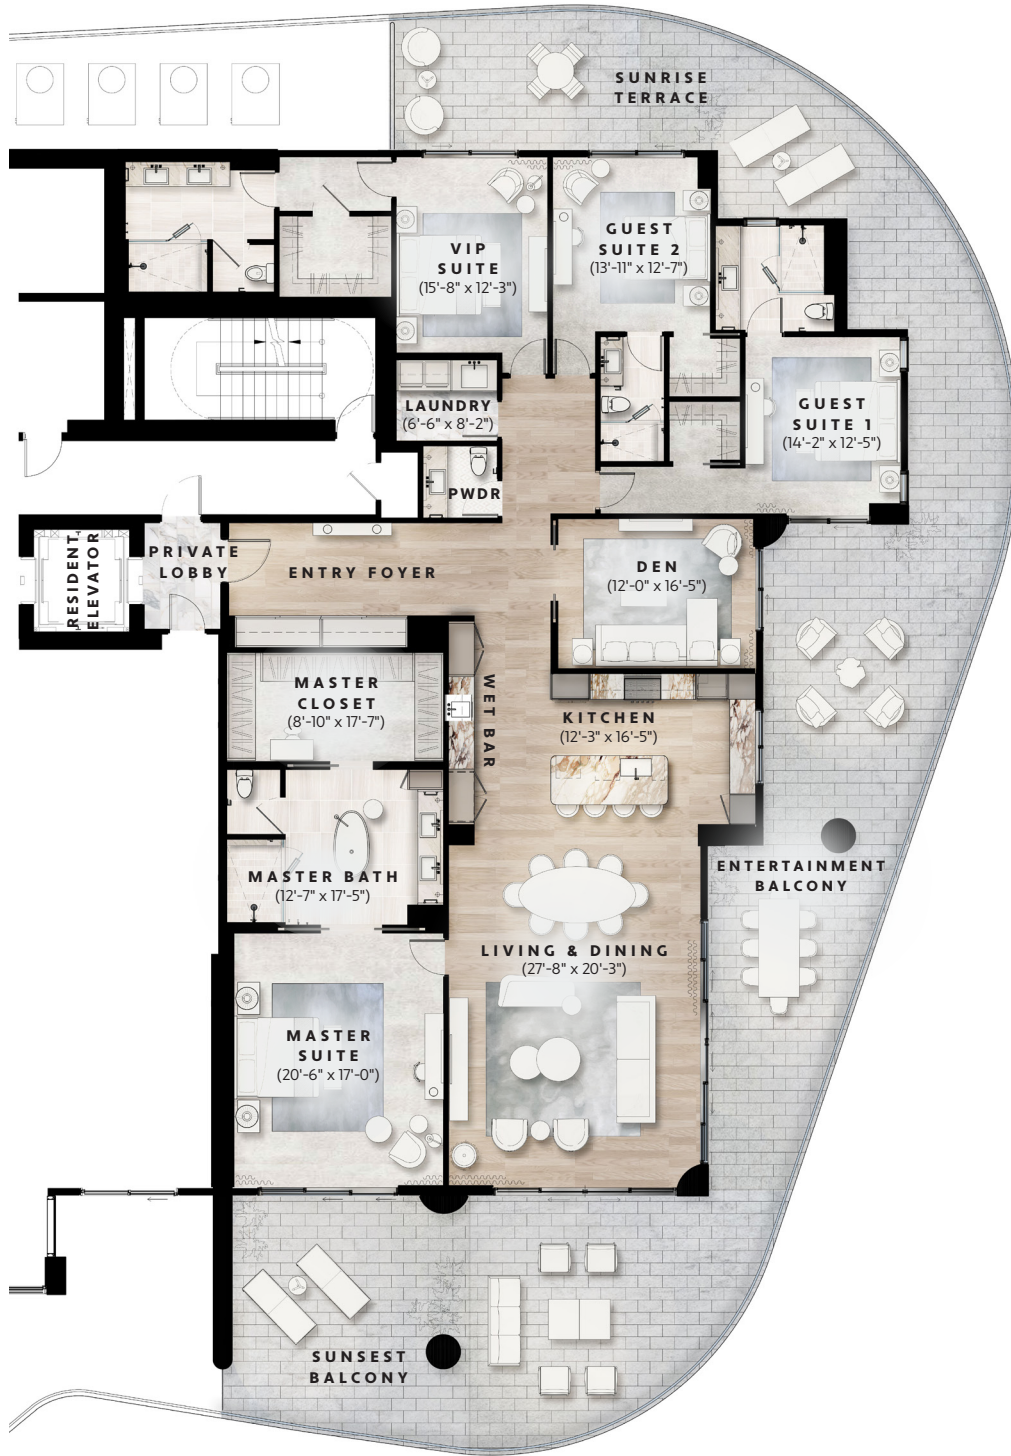 SUNRISE
TERRACE
VIP
SUITE
(15'-8" x 12'-3")
GUEST
SUITE 2
(13'-11" x 12'-7")
LAUNDRY
(6'-6" x 8'-2")
GUEST
SUITE 1
(14'-2" x 12'-5")
PWDR
RESIDENT
ELEVATOR
PRIVATE
LOBBY
ENTRY FOYER
DEN
(12'-0" x 16'-5")
MASTER
CLOSET
(8'-10" x 17'-7")
WET BAR
KITCHEN
(12'-3" x 16'-5")
MASTER BATH
(12'-7" x 17'-5")
ENTERTAINMENT
BALCONY
LIVING & DINING
(27'-8" x 20'-3")
MASTER
SUITE
(20'-6" x 17'-0")
SUNSEST
BALCONY